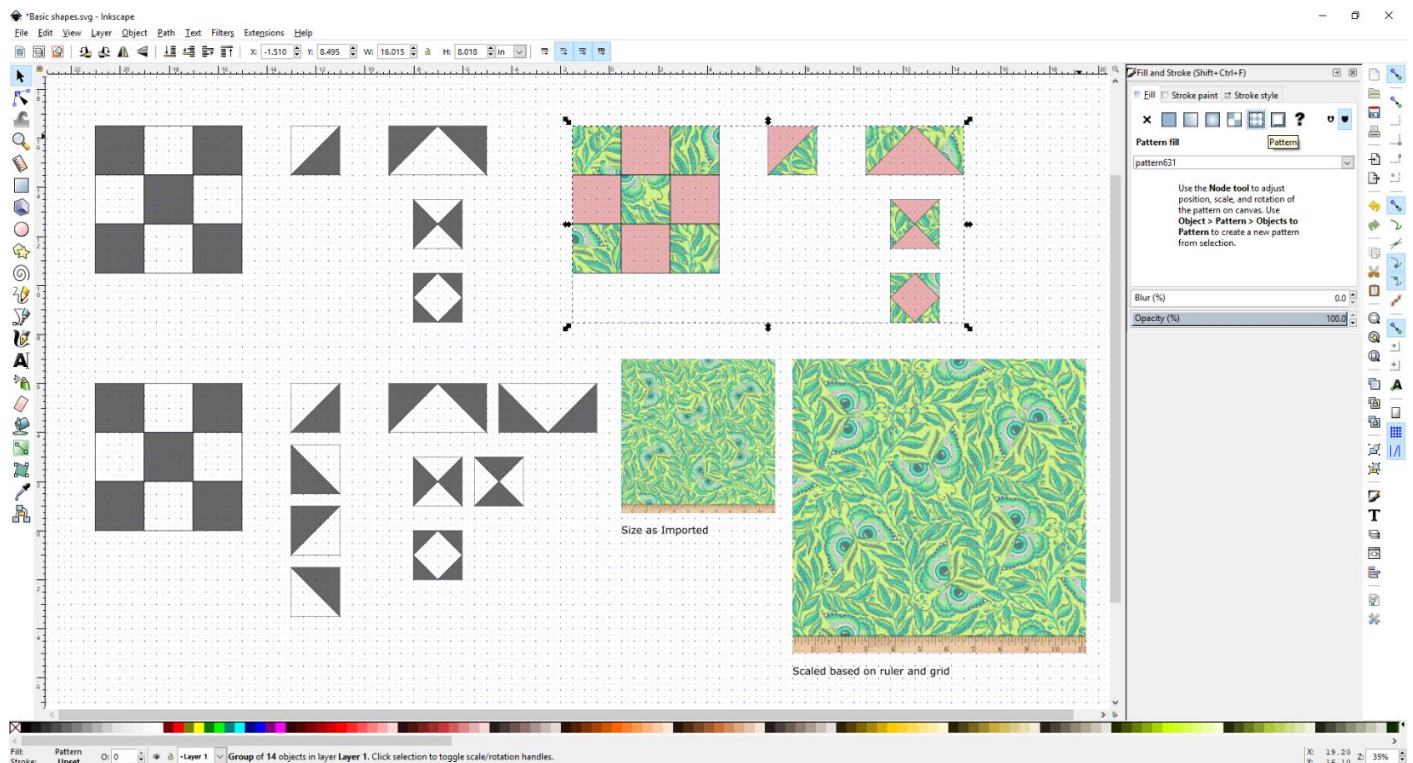 *Basic shapes.svg - Inkscape
File Edit View Layer Object Path Text Filters Extensions Help
X: -1.510 Y: 8.495 W: 16.015 H: 8.018 in
Fill and Stroke (Shift+Ctrl+F)
Fill Stroke paint Stroke style
?
Pattern fill
Pattern
pattern631
Use the Node tool to adjust
position, scale, and rotation of
the pattern on canvas. Use
Object > Pattern > Objects to
Pattern to create a new pattern
from selection.
Blur (%) 0.0
Opacity (%) 100.0
Size as Imported
Scaled based on ruler and grid
Fill: Pattern
Stroke: Unset
O: 0
Layer 1
Group of 14 objects in layer Layer 1. Click selection to toggle scale/rotation handles.
X: 19.20
Y: 16.10
Z: 35%